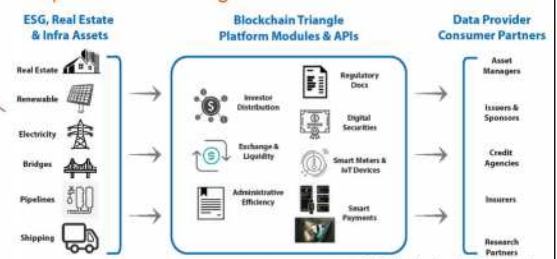 ESG, Real Estate
& Infra Assets
Blockchain Triangle
Platform Modules & APIs
Data Provider
Consumer Partners
Real Estate
Renewable
Electricity
Bridges
Pipelines
Shipping
Investor
Distribution
Exchange &
Liquidity
Administrative
Efficiency
Regulatory
Docs
Digital
Securities
Smart Meters &
IoT Devices
Smart
Payments
Asset
Managers
Issuers &
Sponsors
Credit
Agencies
Insurers
Research
Partners